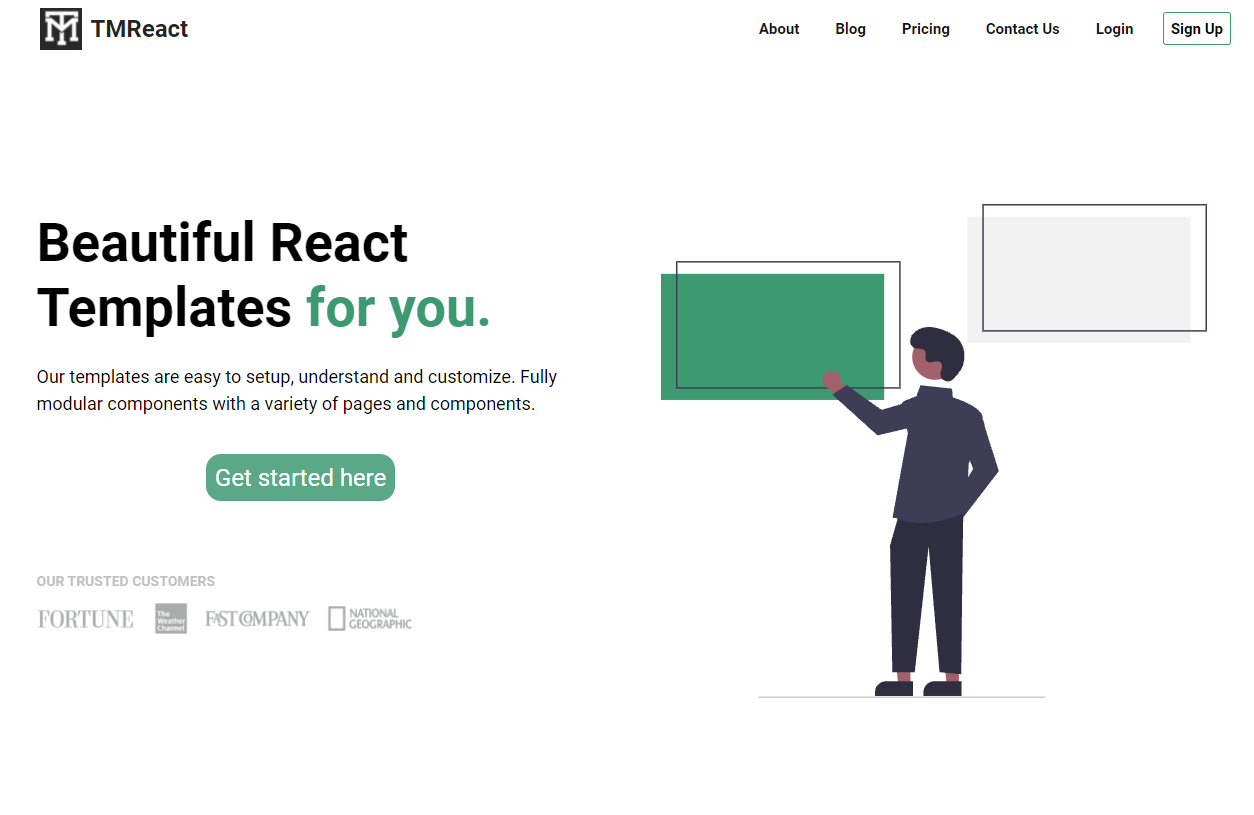 TM TMReact
About Blog Pricing Contact Us Login Sign Up
Beautiful React
Templates for you.
Our templates are easy to setup, understand and customize. Fully
modular components with a variety of pages and components.
Get started here
OUR TRUSTED CUSTOMERS
FORTUNE
The
Weather
Channel
FAST COMPANY
NATIONAL
GEOGRAPHIC